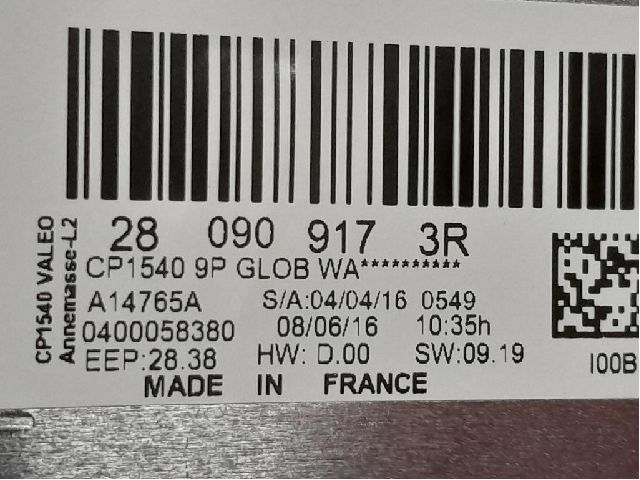 28 090 917 3R
CP1540 VALEO
Annemasse-L2
CP1540 9P GLOB WA**********
A14765A S/A:04/04/16 0549
0400058380 08/06/16 10:35h
EEP:28.38 HW: D.00 SW:09.19
I00B
MADE IN FRANCE